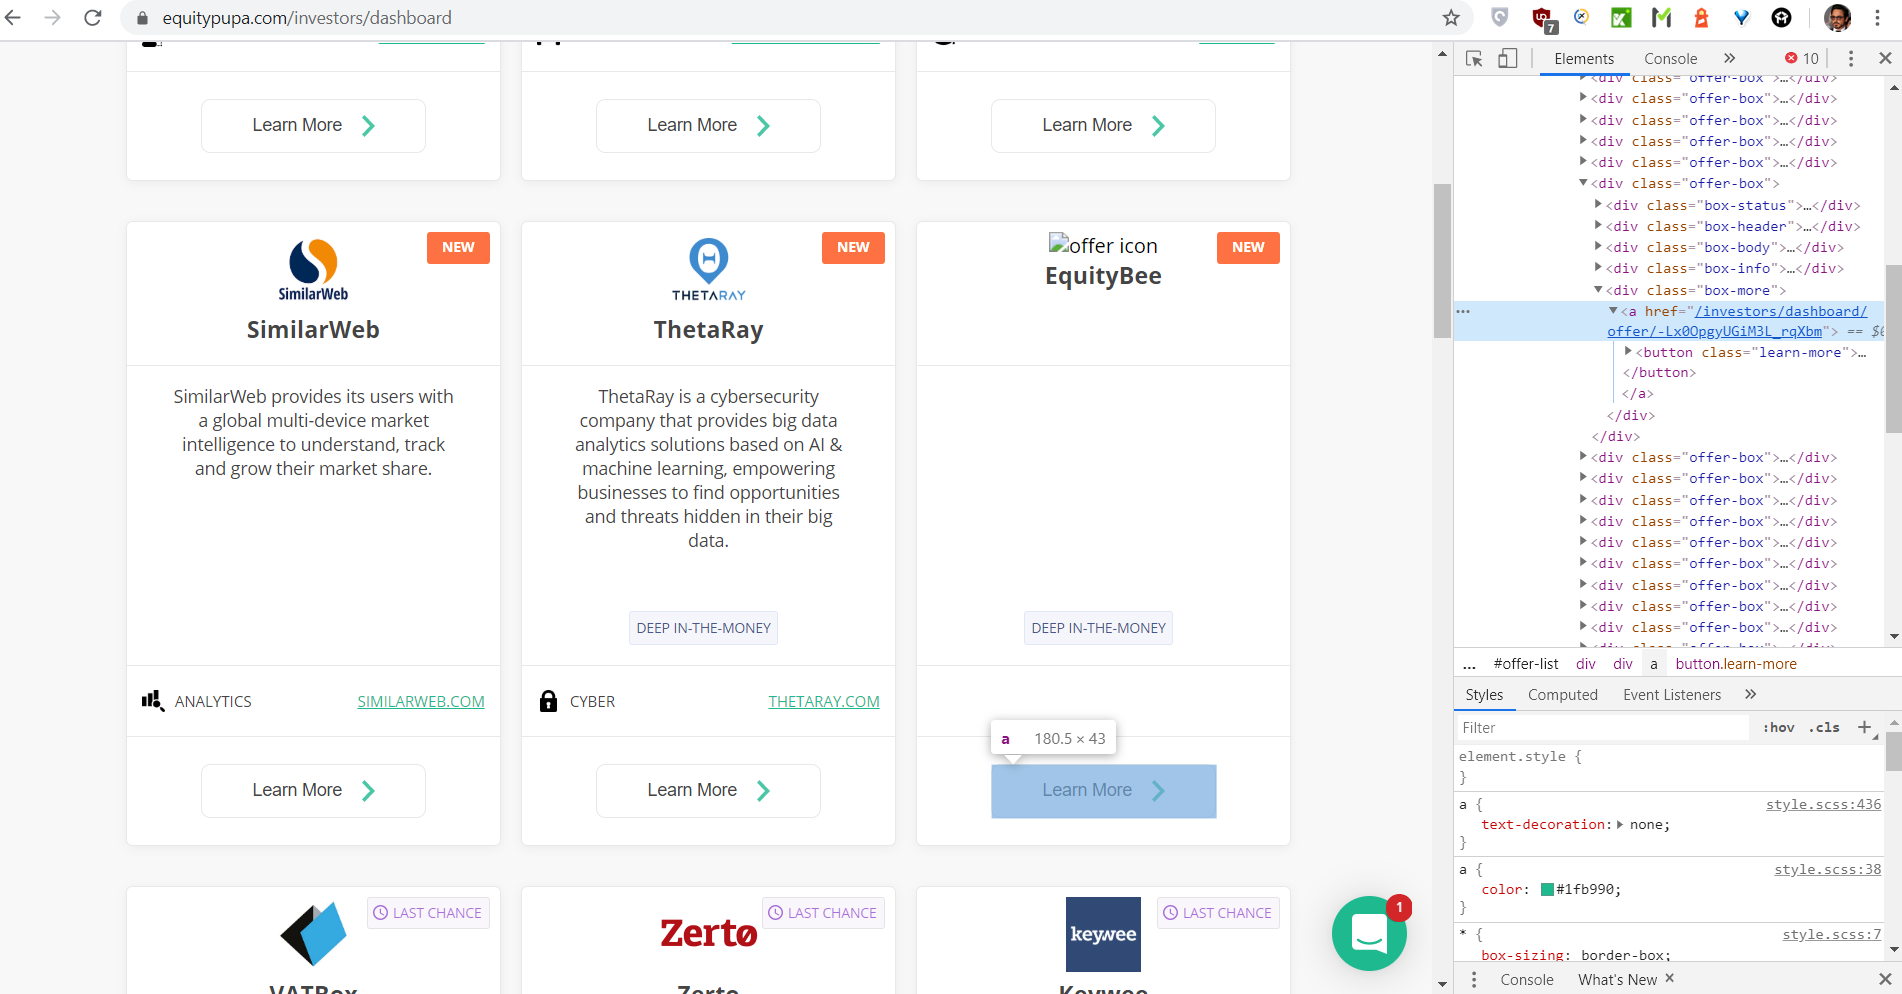 equitypupa.com/investors/dashboard
7
Learn More
Learn More
Learn More
NEW
SimilarWeb
SimilarWeb
SimilarWeb provides its users with
a global multi-device market
intelligence to understand, track
and grow their market share.
ANALYTICS
SIMILARWEB.COM
Learn More
NEW
THETARAY
ThetaRay
ThetaRay is a cybersecurity
company that provides big data
analytics solutions based on AI &
machine learning, empowering
businesses to find opportunities
and threats hidden in their big
data.
DEEP IN-THE-MONEY
CYBER
THETARAY.COM
Learn More
offer icon
NEW
EquityBee
DEEP IN-THE-MONEY
a 180.5 × 43
Learn More
LAST CHANCE
VATBox
LAST CHANCE
Zerto
Zerto
LAST CHANCE
keywee
Keywee
1
Elements Console » 10
<div class="offer-box">…</div>
<div class="offer-box">…</div>
<div class="offer-box">…</div>
<div class="offer-box">…</div>
<div class="offer-box">…</div>
<div class="offer-box">
<div class="box-status">…</div>
<div class="box-header">…</div>
<div class="box-body">…</div>
<div class="box-info">…</div>
<div class="box-more">
… <a href="/investors/dashboard/
offer/-Lx0OpgyUGiM3L_rqXbm"> == $0
<button class="learn-more">…
</button>
</a>
</div>
</div>
<div class="offer-box">…</div>
<div class="offer-box">…</div>
<div class="offer-box">…</div>
<div class="offer-box">…</div>
<div class="offer-box">…</div>
<div class="offer-box">…</div>
<div class="offer-box">…</div>
<div class="offer-box">…</div>
<div class="offer-box">…</div>
<div class="offer-box">…</div>
… #offer-list div div a button.learn-more
Styles Computed Event Listeners »
Filter :hov .cls +
element.style {
}
a { style.scss:436
text-decoration: none;
}
a { style.scss:38
color: #1fb990;
}
* { style.scss:7
box-sizing: border-box;
Console What's New ×